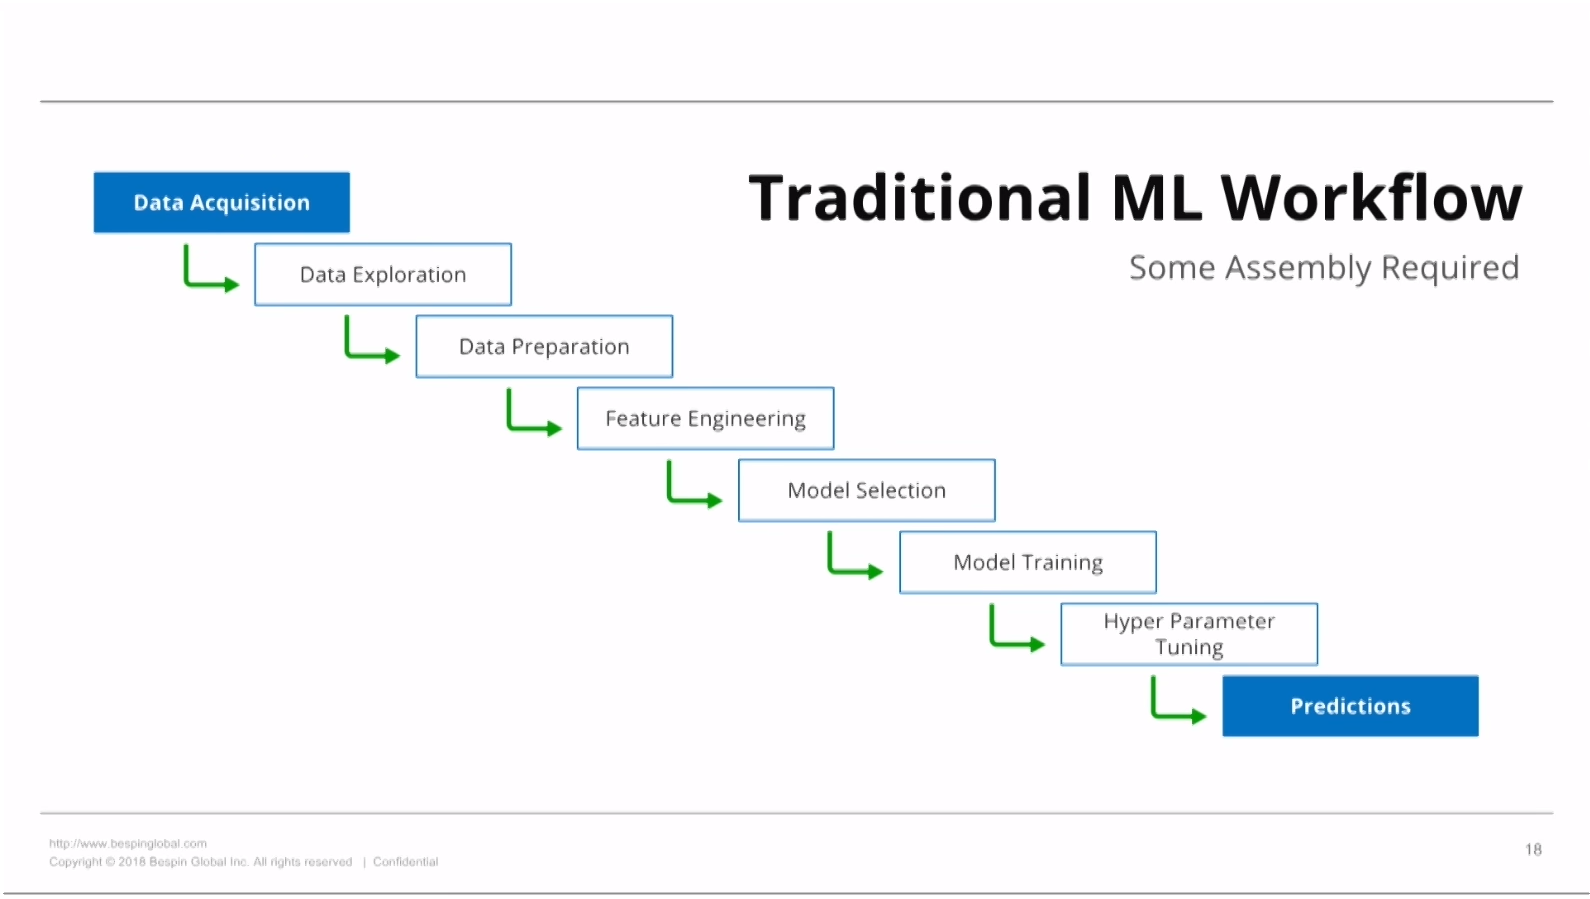 Traditional ML Workflow
Some Assembly Required
Data Acquisition
Data Exploration
Data Preparation
Feature Engineering
Model Selection
Model Training
Hyper Parameter
Tuning
Predictions
http://www.bespinglobal.com
Copyright © 2018 Bespin Global Inc. All rights reserved | Confidential
18